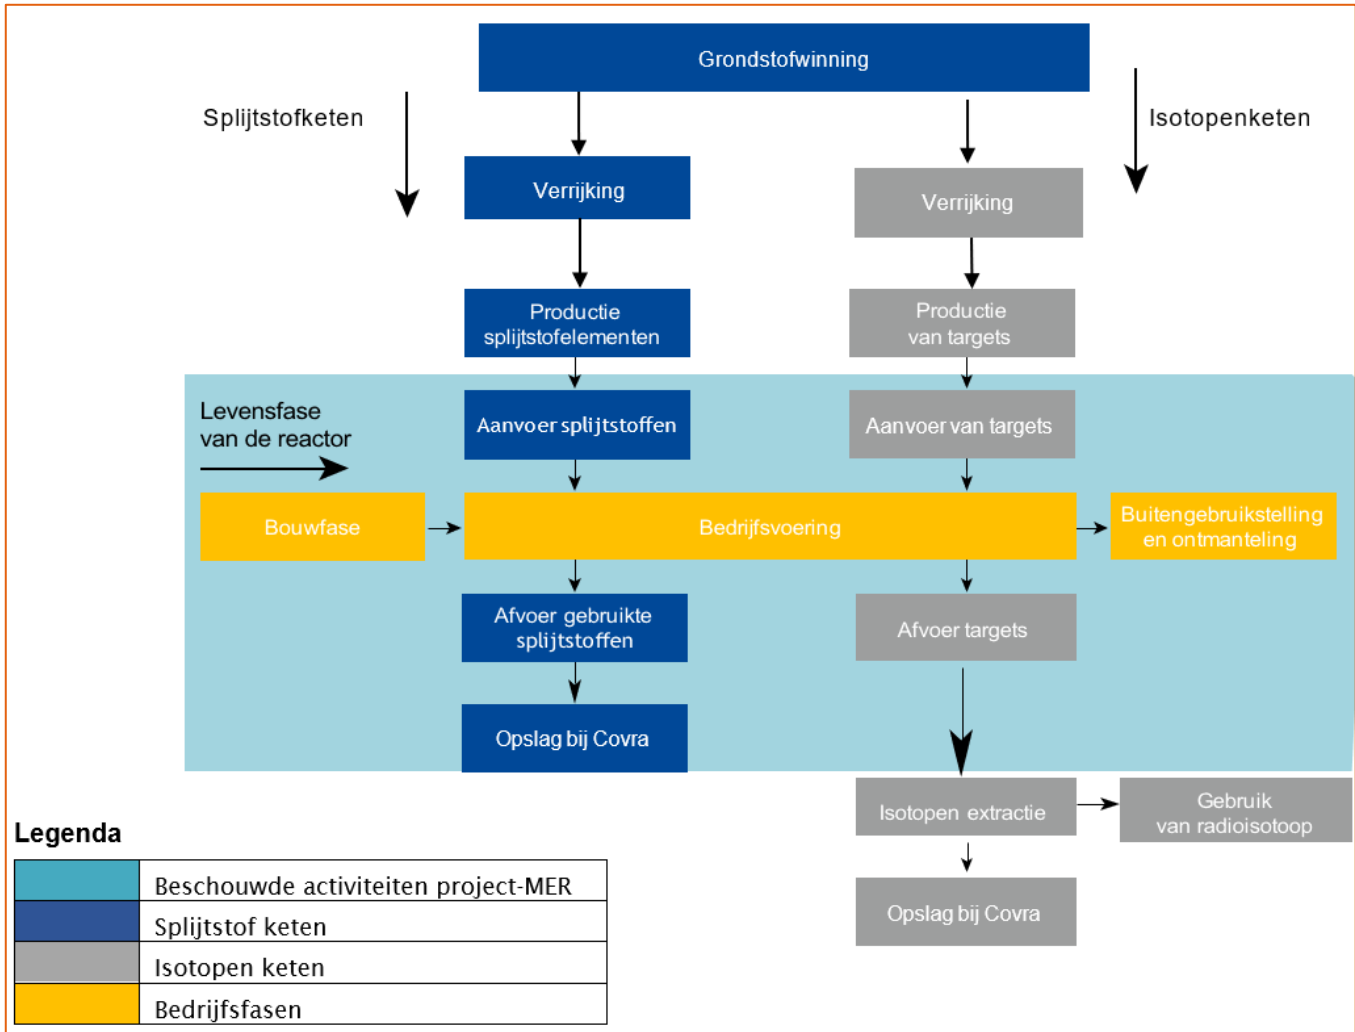 Grondstofwinning
Splijtstofketen
Isotopenketen
Verrijking
Verrijking
Productie
splijtstofelementen
Productie
van targets
Levensfase
van de reactor
Aanvoer splijtstoffen
Aanvoer van targets
Bouwfase
Bedrijfsvoering
Buitengebruikstelling
en ontmanteling
Afvoer gebruikte
splijtstoffen
Afvoer targets
Opslag bij Covra
Isotopen extractie
Gebruik
van radioisotoop
Opslag bij Covra
Legenda
Beschouwde activiteiten project-MER
Splijtstof keten
Isotopen keten
Bedrijfsfasen